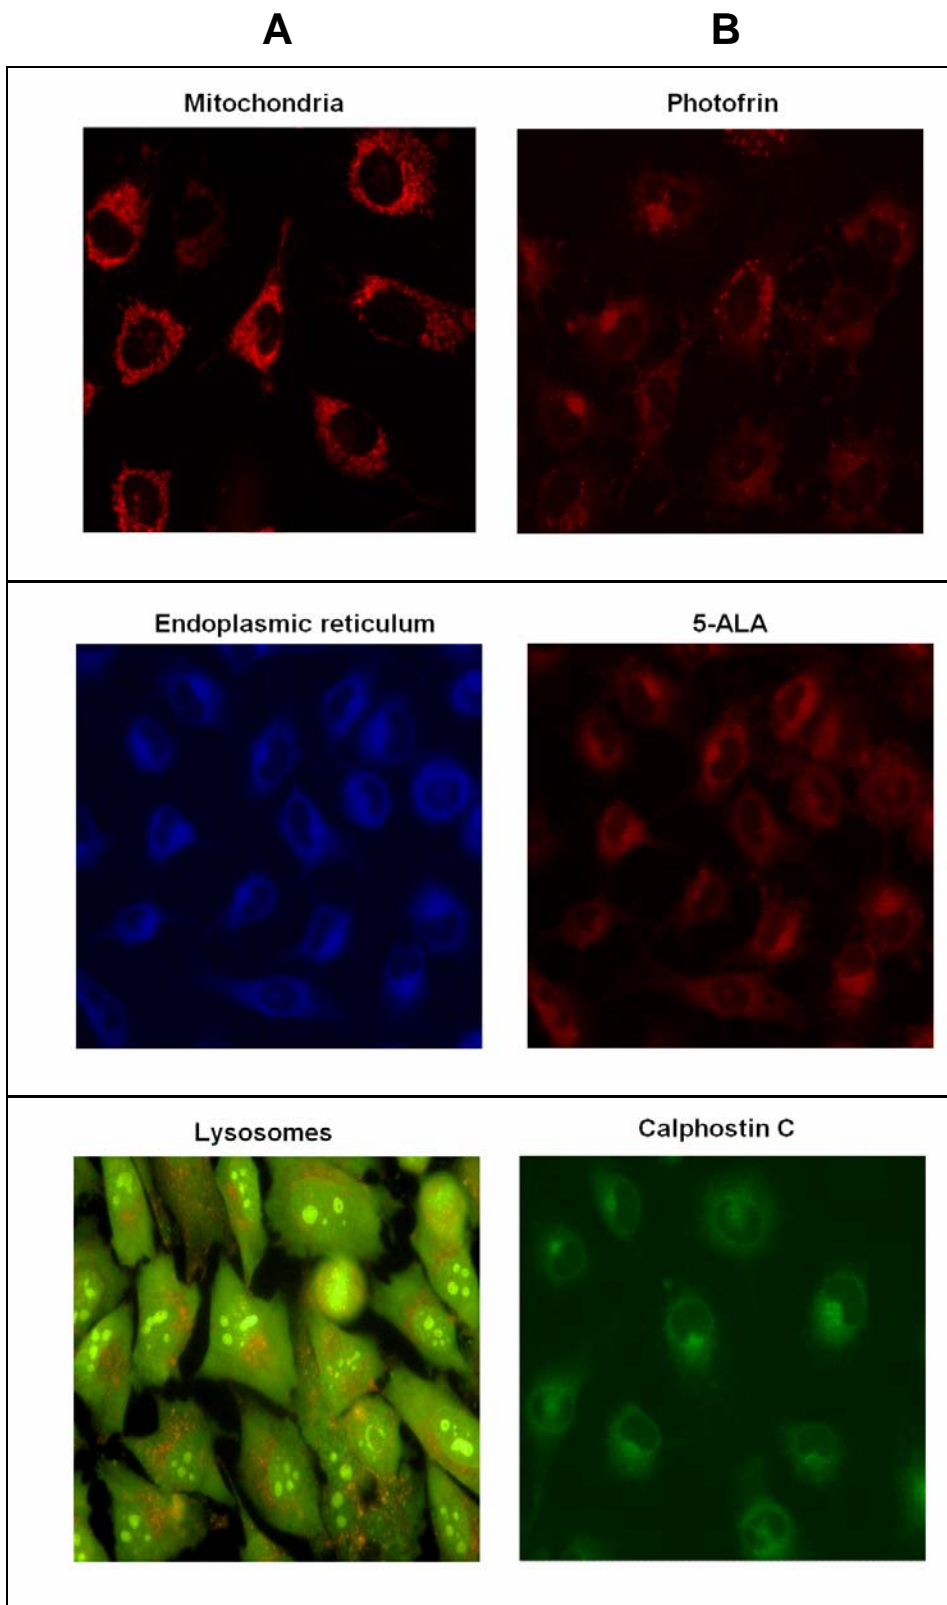 A B
Mitochondria Photofrin
Endoplasmic reticulum 5-ALA
Lysosomes Calphostin C